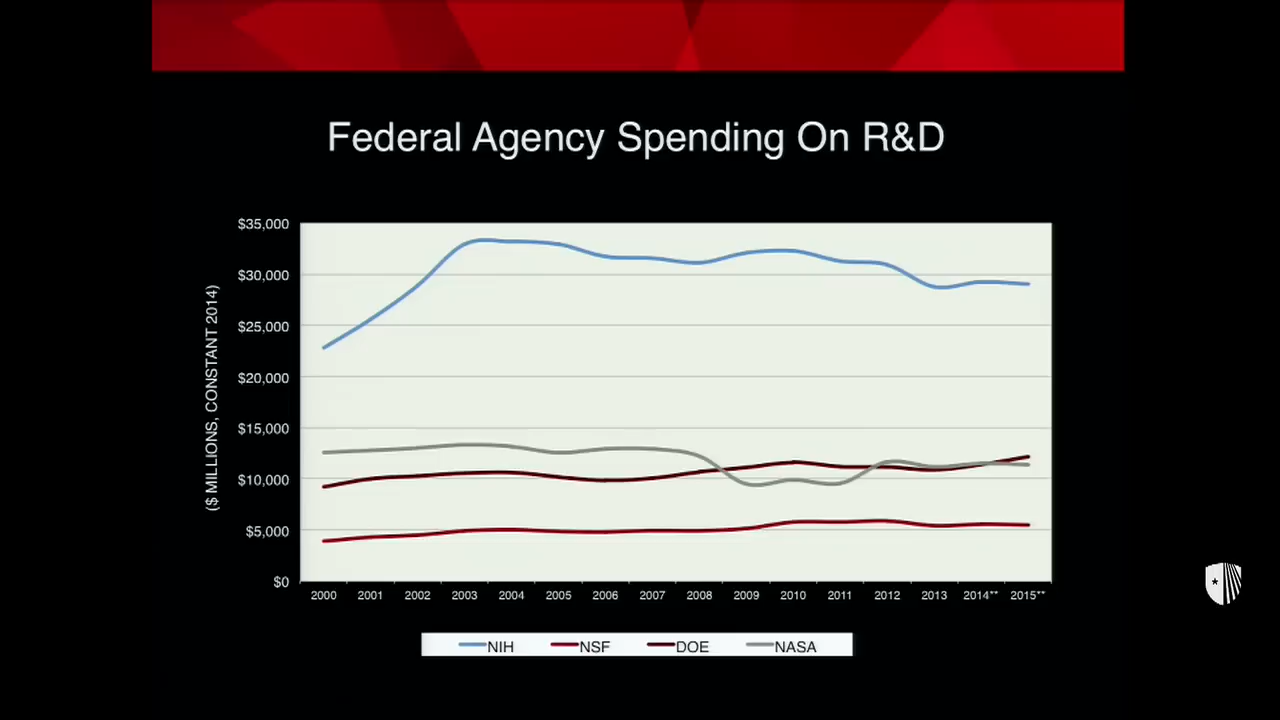 Federal Agency Spending On R&D
($ MILLIONS, CONSTANT 2014)
$35,000
$30,000
$25,000
$20,000
$15,000
$10,000
$5,000
$0
2000 2001 2002 2003 2004 2005 2006 2007 2008 2009 2010 2011 2012 2013 2014** 2015**
NIH NSF DOE NASA